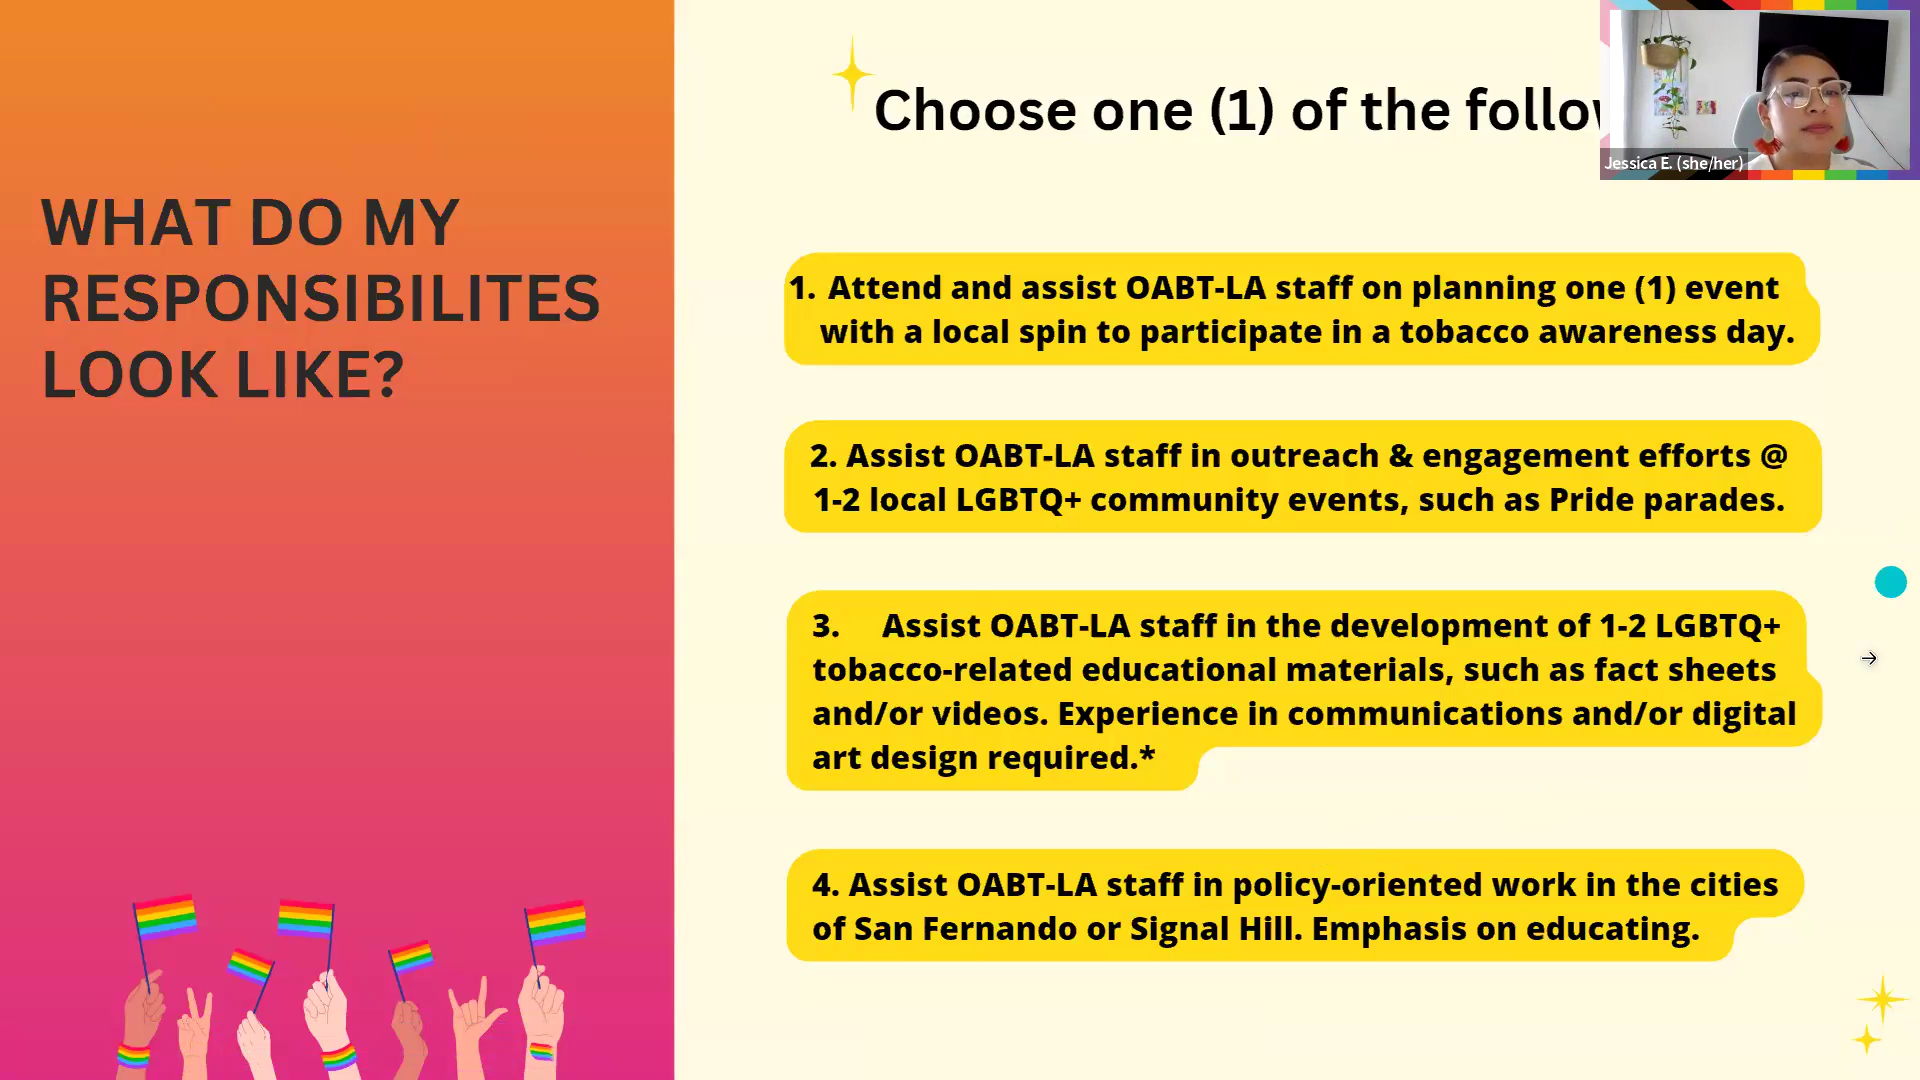 WHAT DO MY
RESPONSIBILITES
LOOK LIKE?
Choose one (1) of the follow
Jessica E. (she/her)
1. Attend and assist OABT-LA staff on planning one (1) event
with a local spin to participate in a tobacco awareness day.
2. Assist OABT-LA staff in outreach & engagement efforts @
1-2 local LGBTQ+ community events, such as Pride parades.
3. Assist OABT-LA staff in the development of 1-2 LGBTQ+
tobacco-related educational materials, such as fact sheets
and/or videos. Experience in communications and/or digital
art design required.*
4. Assist OABT-LA staff in policy-oriented work in the cities
of San Fernando or Signal Hill. Emphasis on educating.